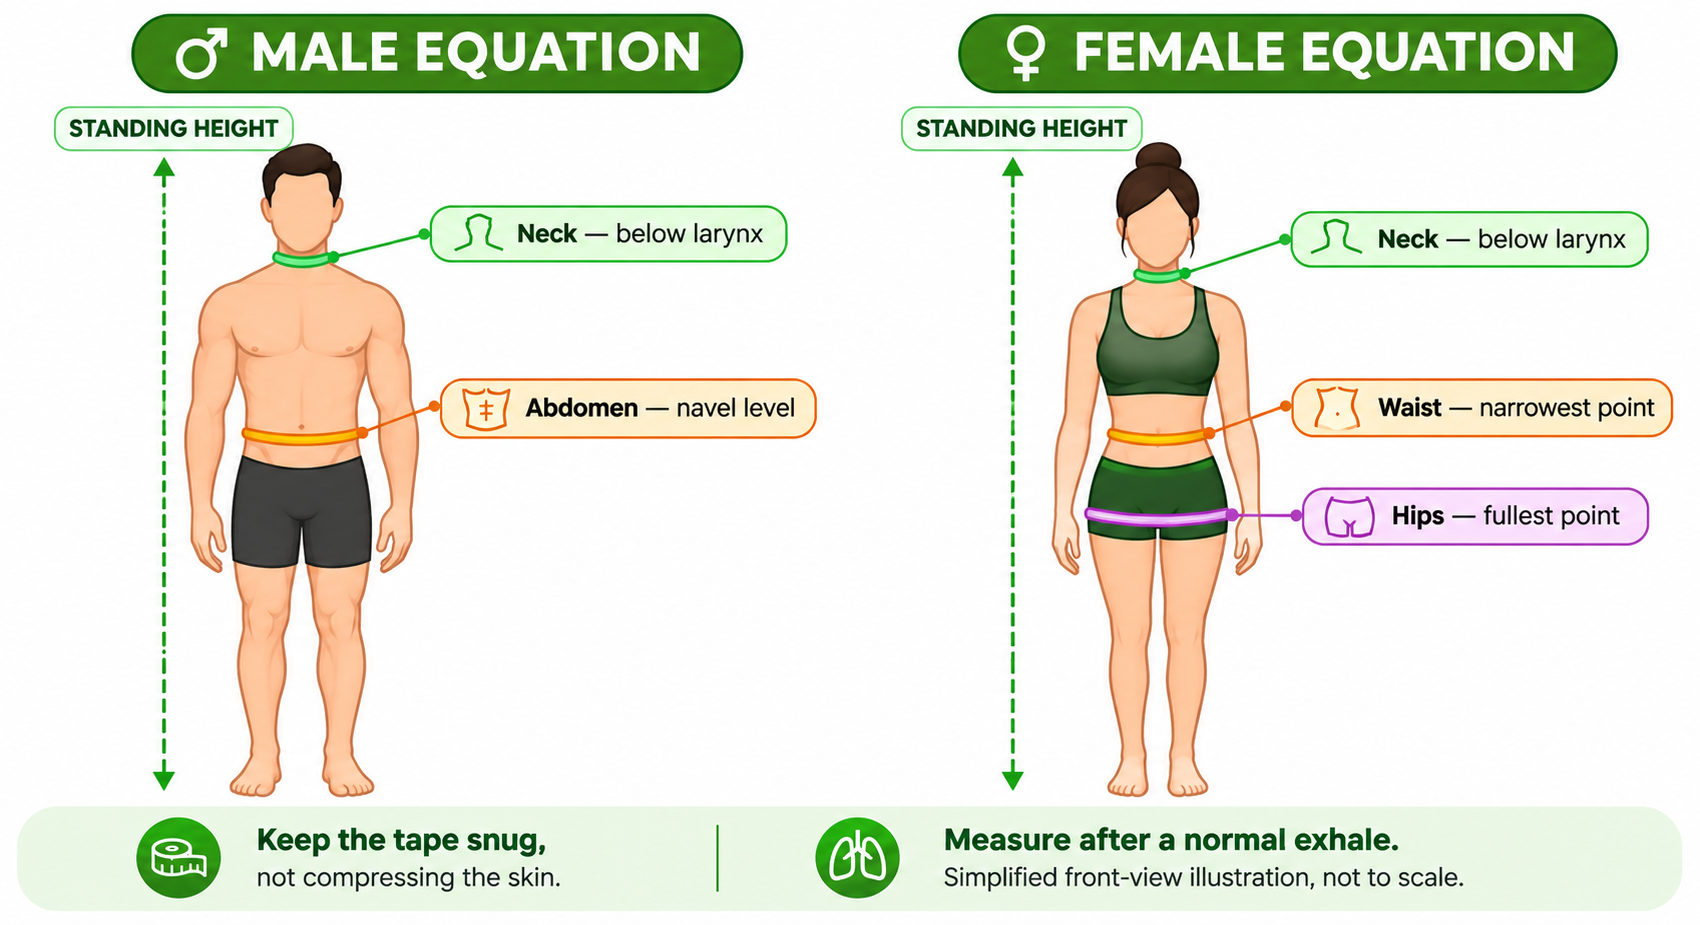 ♂ MALE EQUATION
STANDING HEIGHT
Neck — below larynx
Abdomen — navel level
♀ FEMALE EQUATION
STANDING HEIGHT
Neck — below larynx
Waist — narrowest point
Hips — fullest point
Keep the tape snug,
not compressing the skin.
Measure after a normal exhale.
Simplified front-view illustration, not to scale.